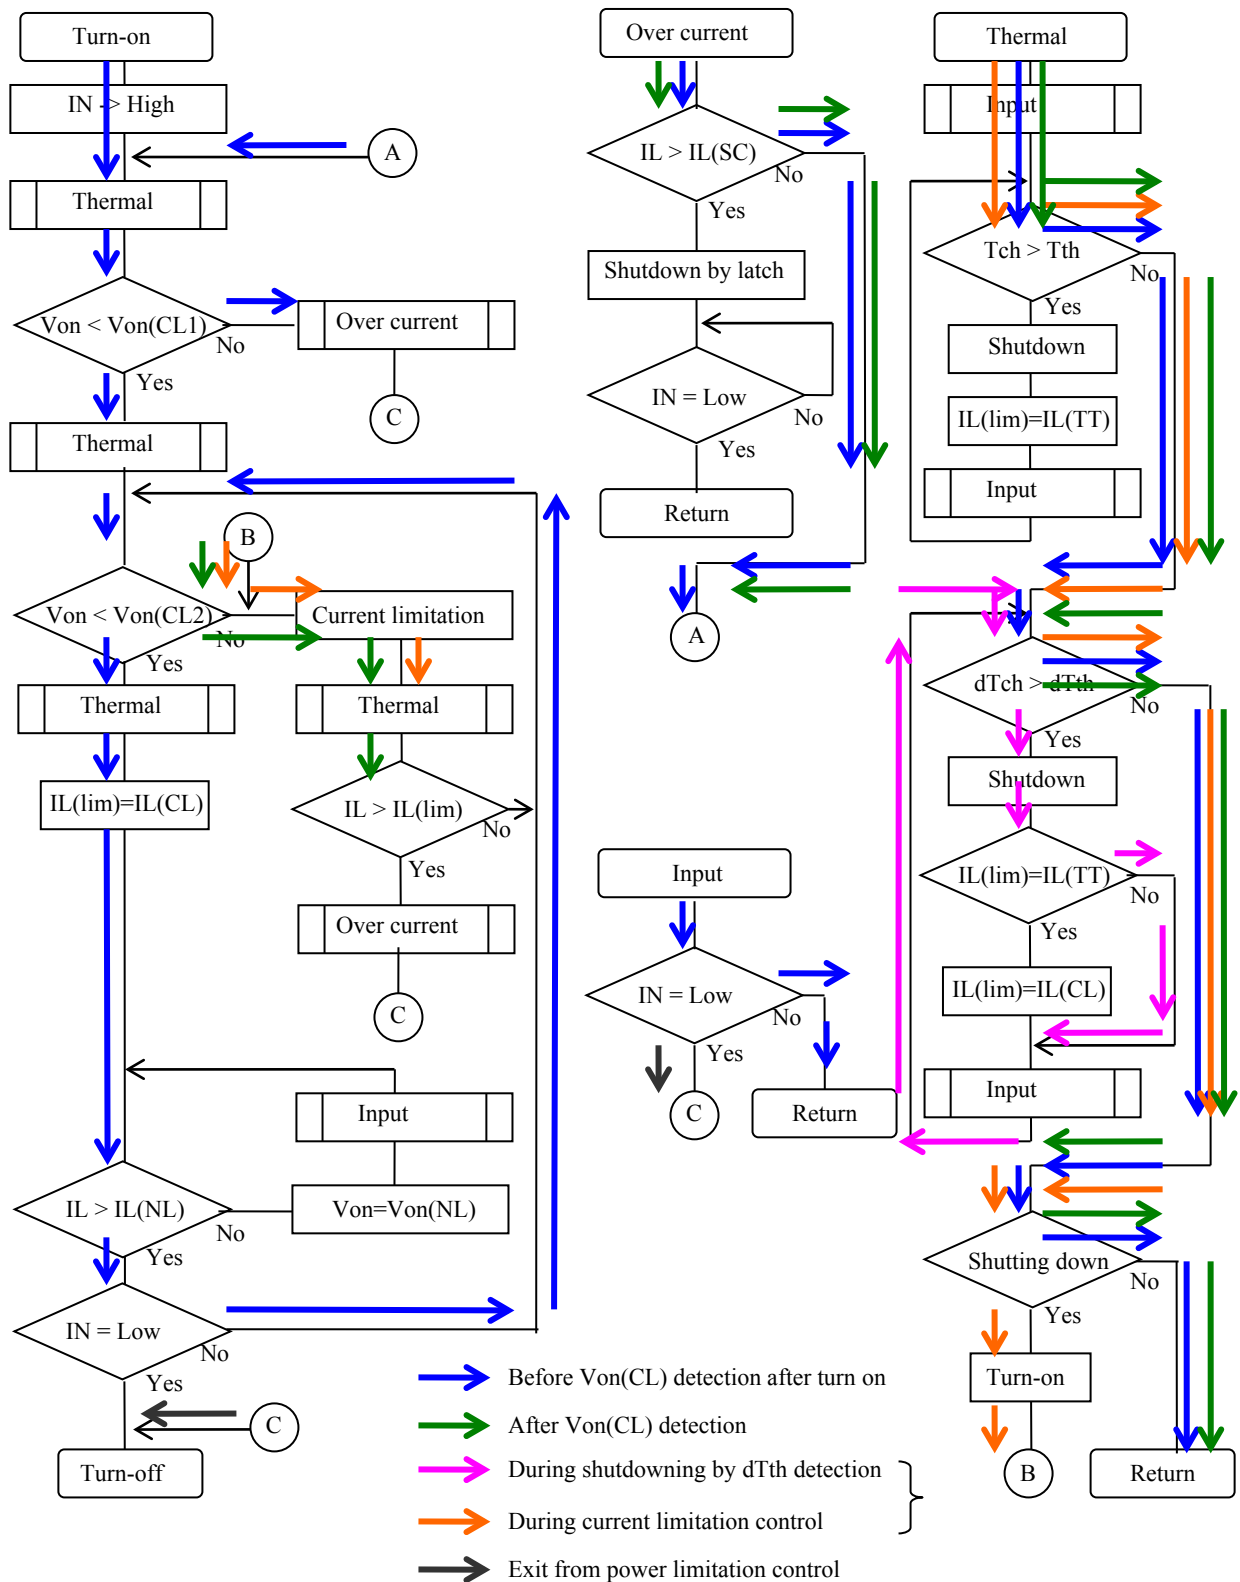 Turn-on
IN -> High
A
Thermal
Von < Von(CL1)
No
Yes
Over current
C
Thermal
B
Von < Von(CL2)
No
Yes
Current limitation
Thermal
Thermal
IL(lim)=IL(CL)
IL > IL(lim)
No
Yes
Over current
C
Input
Von=Von(NL)
IL > IL(NL)
No
Yes
IN = Low
No
Yes
C
Turn-off
Over current
IL > IL(SC)
No
Yes
Shutdown by latch
IN = Low
No
Yes
Return
A
Input
IN = Low
No
Yes
C
Return
Thermal
Input
Tch > Tth
No
Yes
Shutdown
IL(lim)=IL(TT)
Input
dTch > dTth
No
Yes
Shutdown
IL(lim)=IL(TT)
No
Yes
IL(lim)=IL(CL)
Input
Shutting down
No
Yes
Turn-on
B
Return
Before Von(CL) detection after turn on
After Von(CL) detection
During shutdowning by dTth detection
During current limitation control
Exit from power limitation control